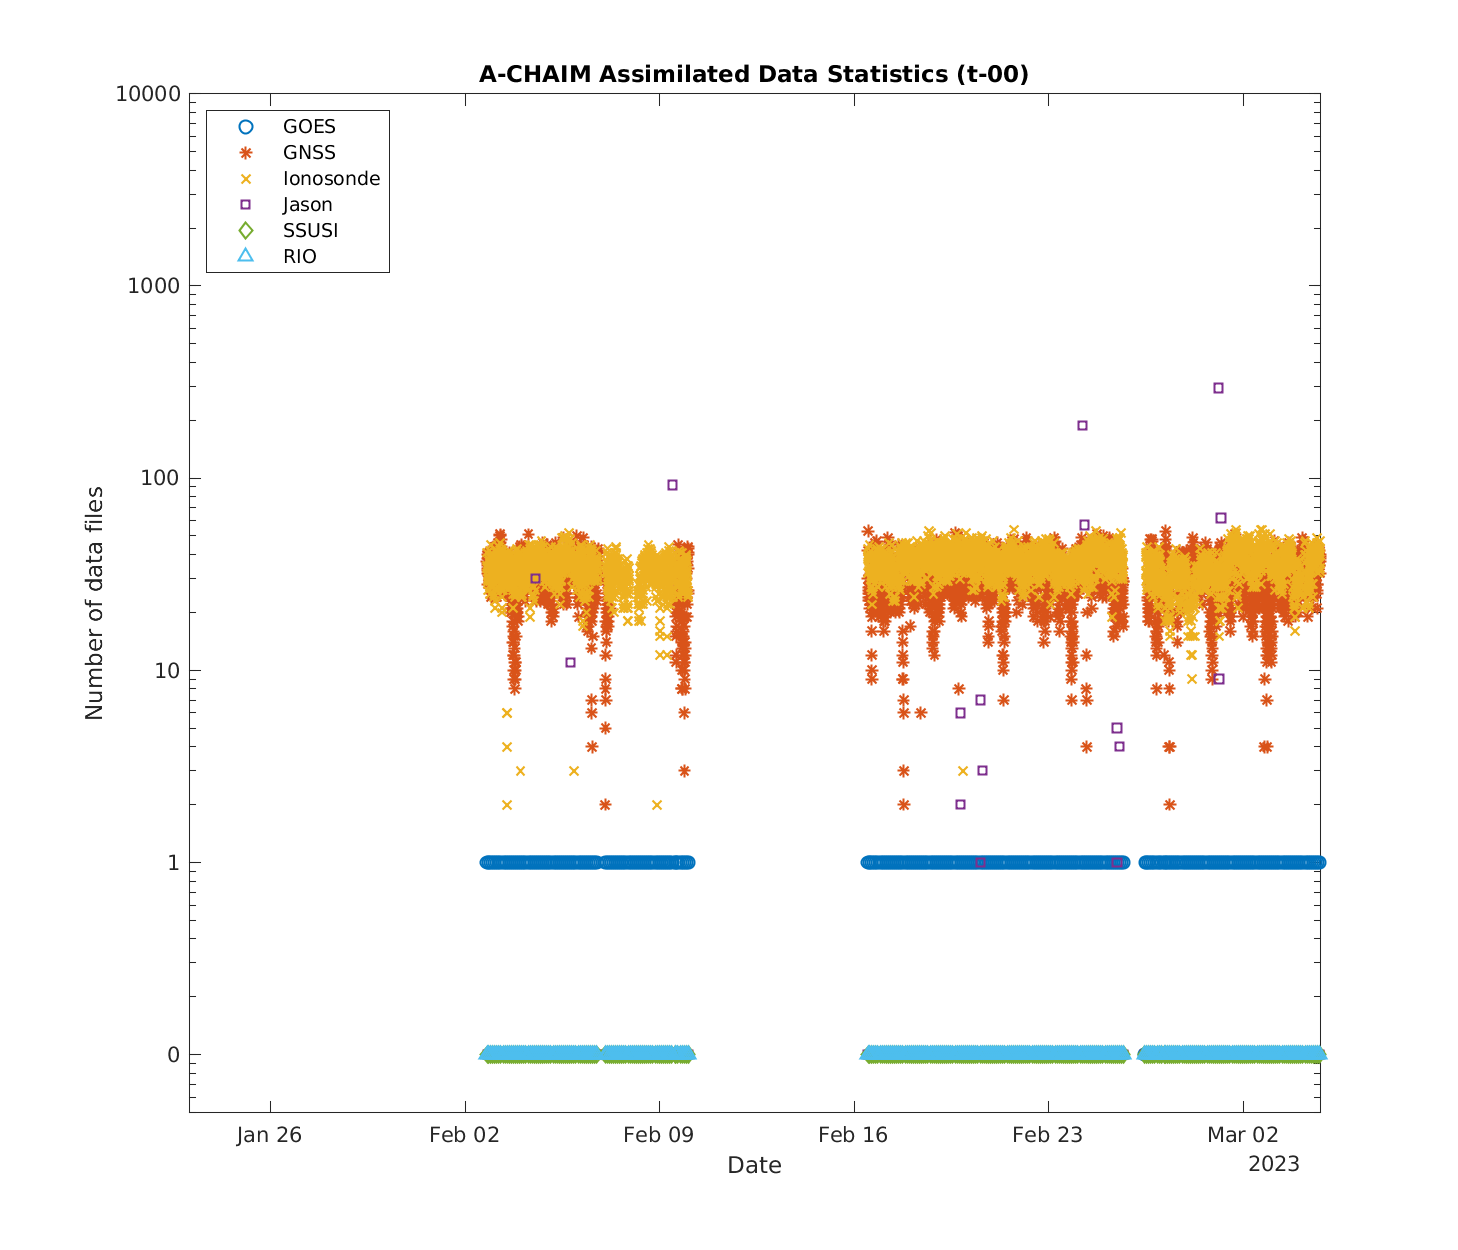 A-CHAIM Assimilated Data Statistics (t-00)
10000
1000
100
10
1
0
Number of data files
GOES
GNSS
Ionosonde
Jason
SSUSI
RIO
Jan 26
Feb 02
Feb 09
Feb 16
Feb 23
Mar 02
Date
2023